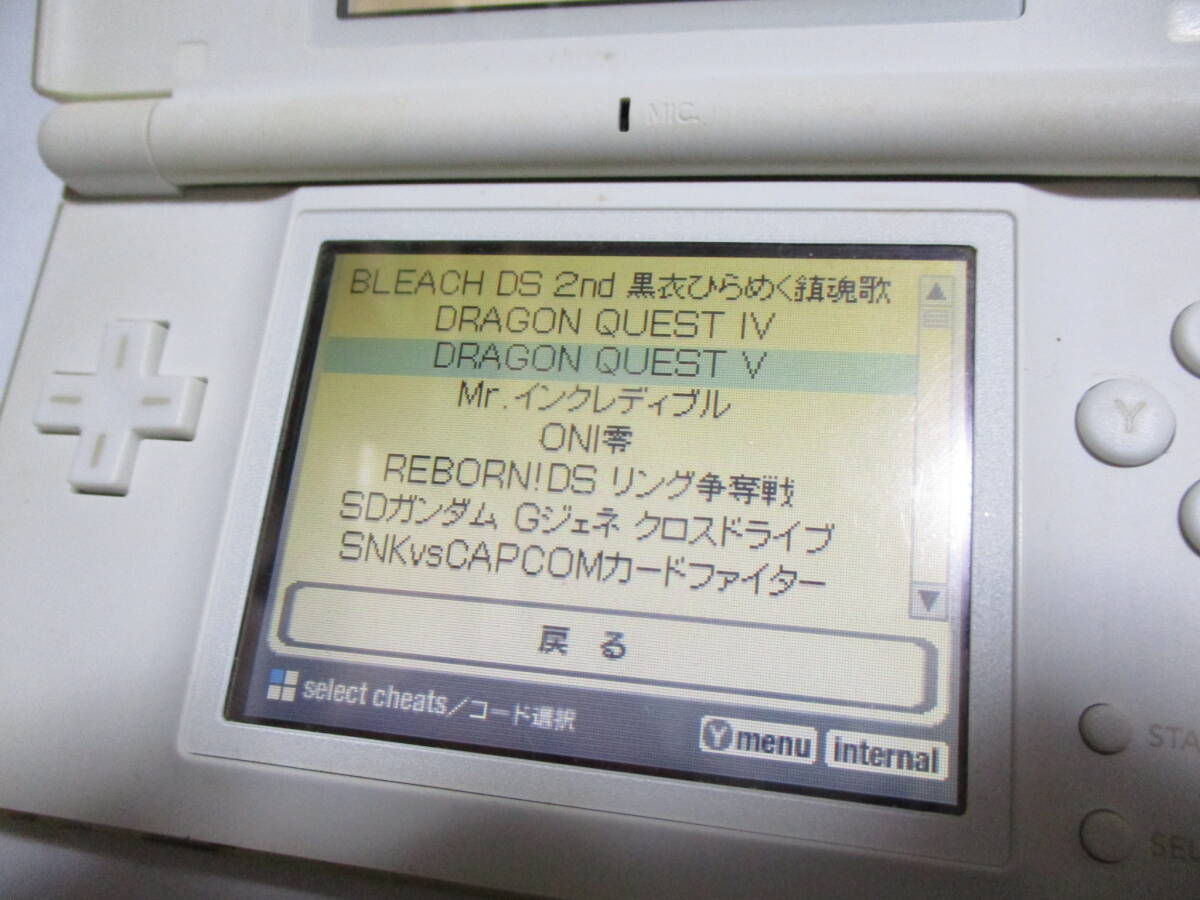 MIC.
BLEACH DS 2nd 黒衣ひらめく鎮魂歌
DRAGON QUEST IV
DRAGON QUEST V
Mr.インクレディブル
ONI零
REBORN!DS リング争奪戦
SDガンダム Gジェネ クロスドライブ
SNKvsCAPCOMカードファイター
戻る
select cheats/コード選択
Y menu
internal
Y
STA
SEL